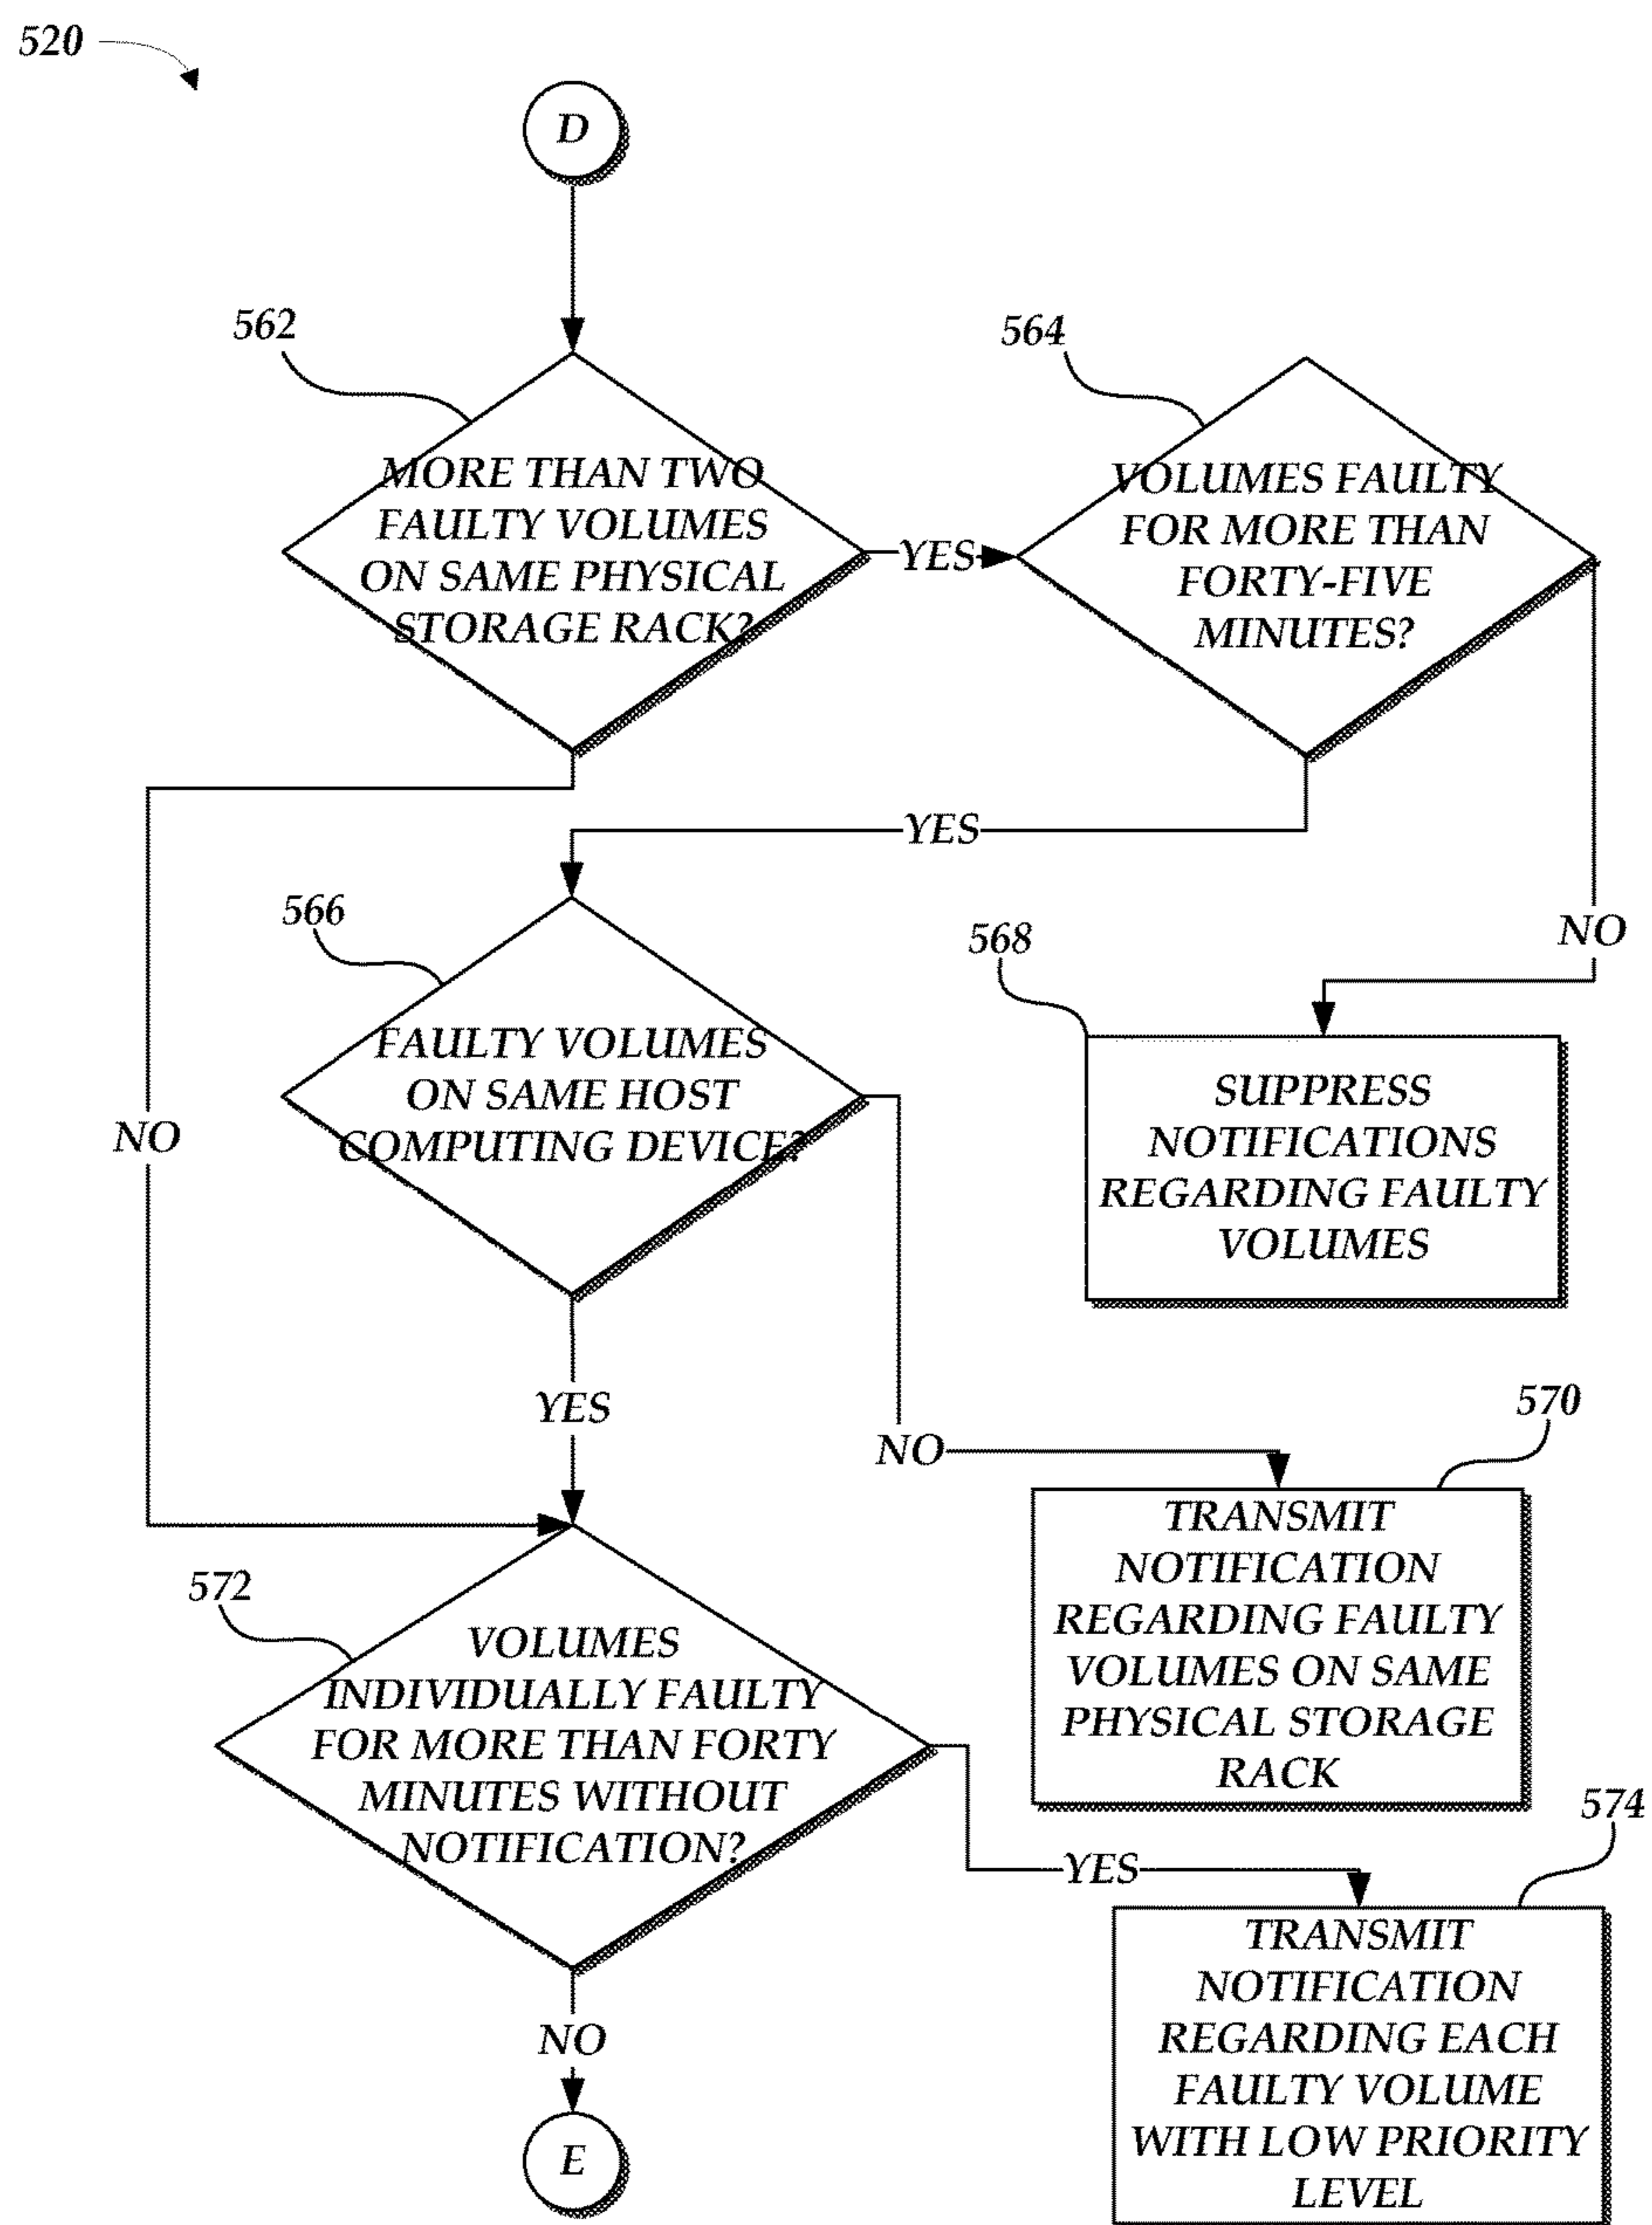 520
D
562
MORE THAN TWO
FAULTY VOLUMES
ON SAME PHYSICAL
STORAGE RACK?
YES
564
VOLUMES FAULTY
FOR MORE THAN
FORTY-FIVE
MINUTES?
YES
NO
566
FAULTY VOLUMES
ON SAME HOST
COMPUTING DEVICE?
NO
568
SUPPRESS
NOTIFICATIONS
REGARDING FAULTY
VOLUMES
YES
NO
570
TRANSMIT
NOTIFICATION
REGARDING FAULTY
VOLUMES ON SAME
PHYSICAL STORAGE
RACK
572
VOLUMES
INDIVIDUALLY FAULTY
FOR MORE THAN FORTY
MINUTES WITHOUT
NOTIFICATION?
YES
574
TRANSMIT
NOTIFICATION
REGARDING EACH
FAULTY VOLUME
WITH LOW PRIORITY
LEVEL
NO
E